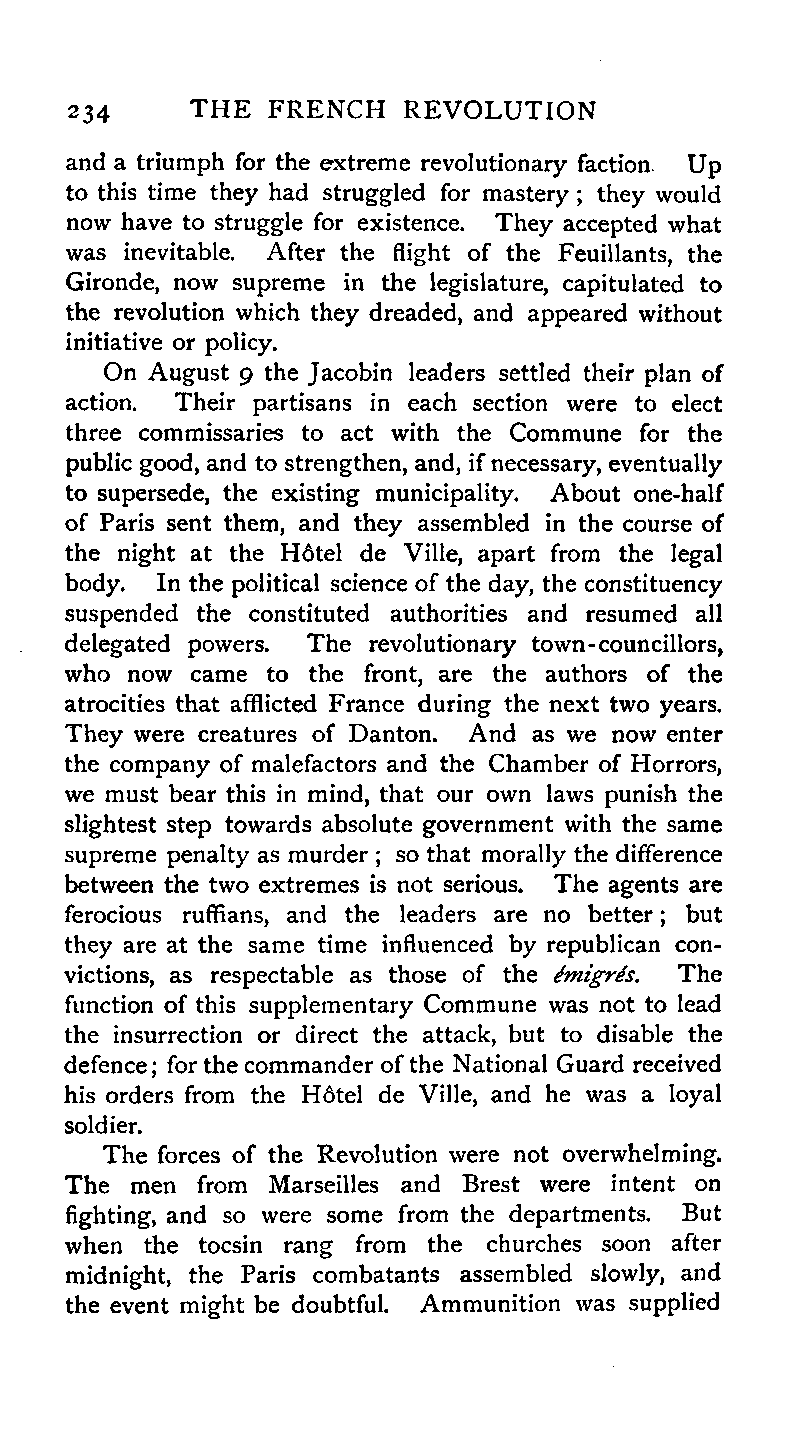 234 THE FRENCH REVOLUTION
and a triumph for the extreme revolutionary faction. Up
to this time they had struggled for mastery ; they would
now have to struggle for existence. They accepted what
was inevitable. After the flight of the Feuillants, the
Gironde, now supreme in the legislature, capitulated to
the revolution which they dreaded, and appeared without
initiative or policy.
On August 9 the Jacobin leaders settled their plan of
action. Their partisans in each section were to elect
three commissaries to act with the Commune for the
public good, and to strengthen, and, if necessary, eventually
to supersede, the existing municipality. About one-half
of Paris sent them, and they assembled in the course of
the night at the Hôtel de Ville, apart from the legal
body. In the political science of the day, the constituency
suspended the constituted authorities and resumed all
delegated powers. The revolutionary town-councillors,
who now came to the front, are the authors of the
atrocities that afflicted France during the next two years.
They were creatures of Danton. And as we now enter
the company of malefactors and the Chamber of Horrors,
we must bear this in mind, that our own laws punish the
slightest step towards absolute government with the same
supreme penalty as murder ; so that morally the difference
between the two extremes is not serious. The agents are
ferocious ruffians, and the leaders are no better ; but
they are at the same time influenced by republican con-
victions, as respectable as those of the émigrés. The
function of this supplementary Commune was not to lead
the insurrection or direct the attack, but to disable the
defence ; for the commander of the National Guard received
his orders from the Hôtel de Ville, and he was a loyal
soldier.
The forces of the Revolution were not overwhelming.
The men from Marseilles and Brest were intent on
fighting, and so were some from the departments. But
when the tocsin rang from the churches soon after
midnight, the Paris combatants assembled slowly, and
the event might be doubtful. Ammunition was supplied